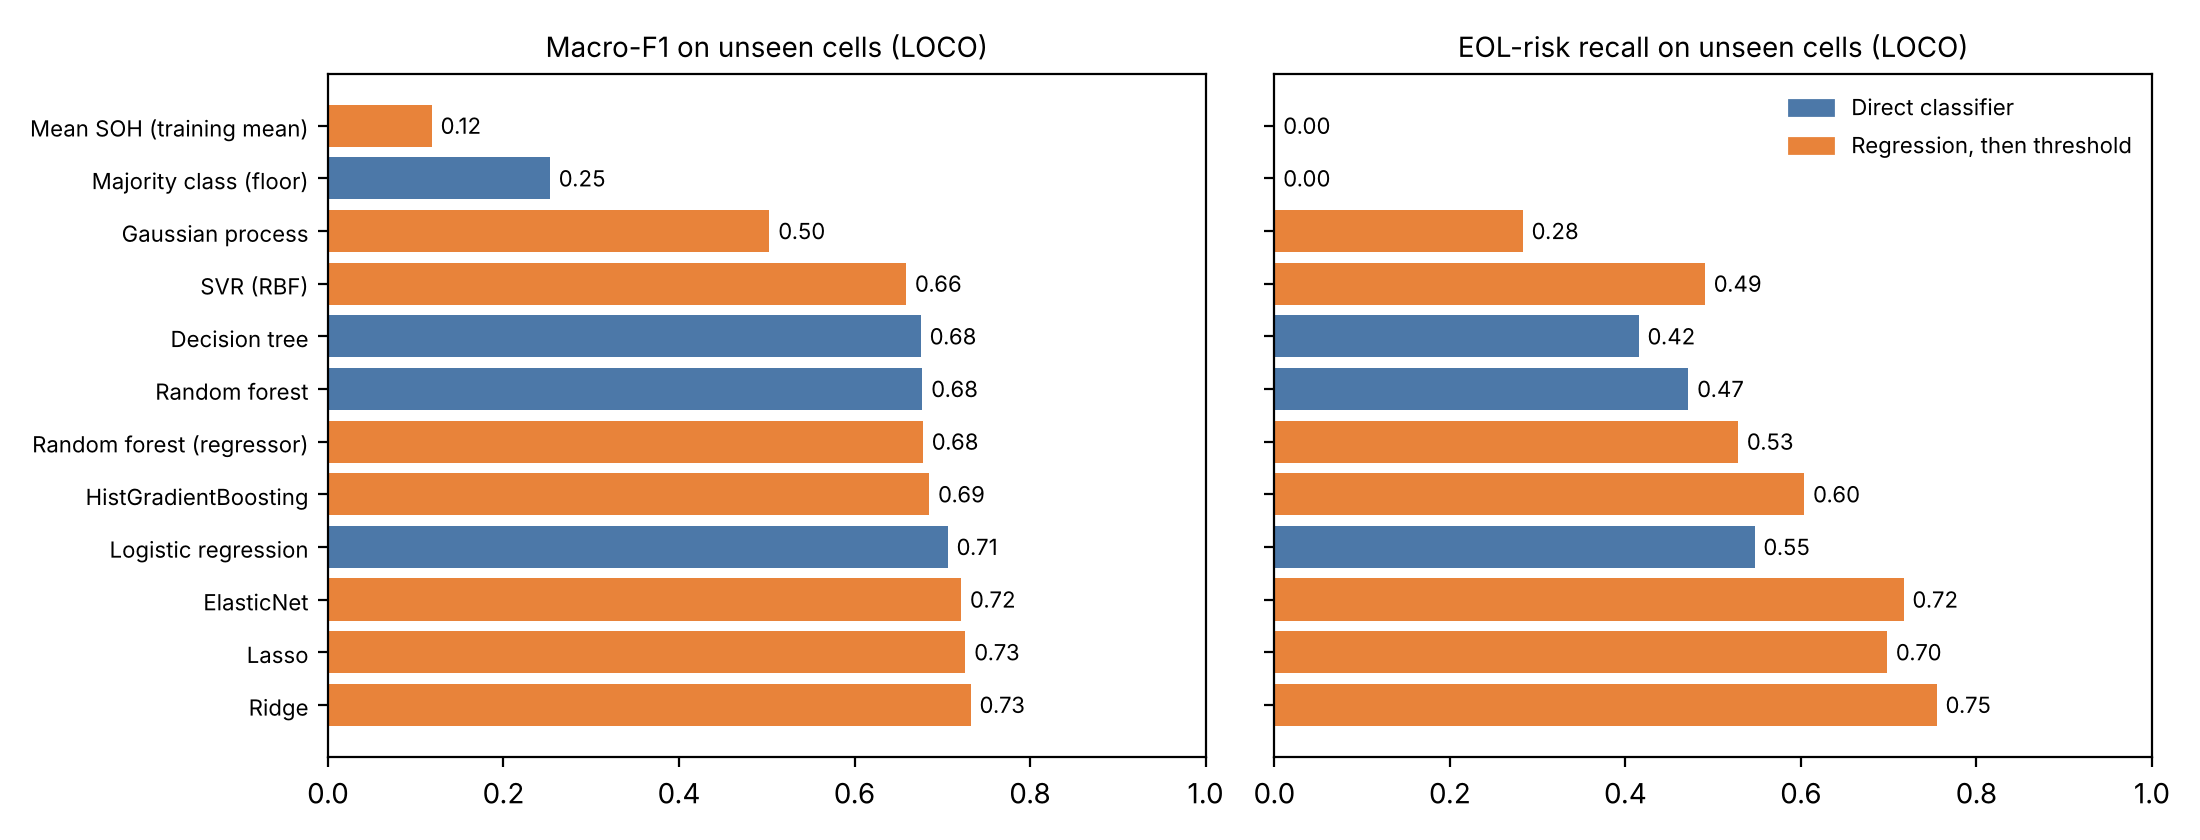 Macro-F1 on unseen cells (LOCO)
Mean SOH (training mean) 0.12
Majority class (floor) 0.25
Gaussian process 0.50
SVR (RBF) 0.66
Decision tree 0.68
Random forest 0.68
Random forest (regressor) 0.68
HistGradientBoosting 0.69
Logistic regression 0.71
ElasticNet 0.72
Lasso 0.73
Ridge 0.73
0.0 0.2 0.4 0.6 0.8 1.0
EOL-risk recall on unseen cells (LOCO)
Direct classifier
Regression, then threshold
0.00
0.00
0.28
0.49
0.42
0.47
0.53
0.60
0.55
0.72
0.70
0.75
0.0 0.2 0.4 0.6 0.8 1.0